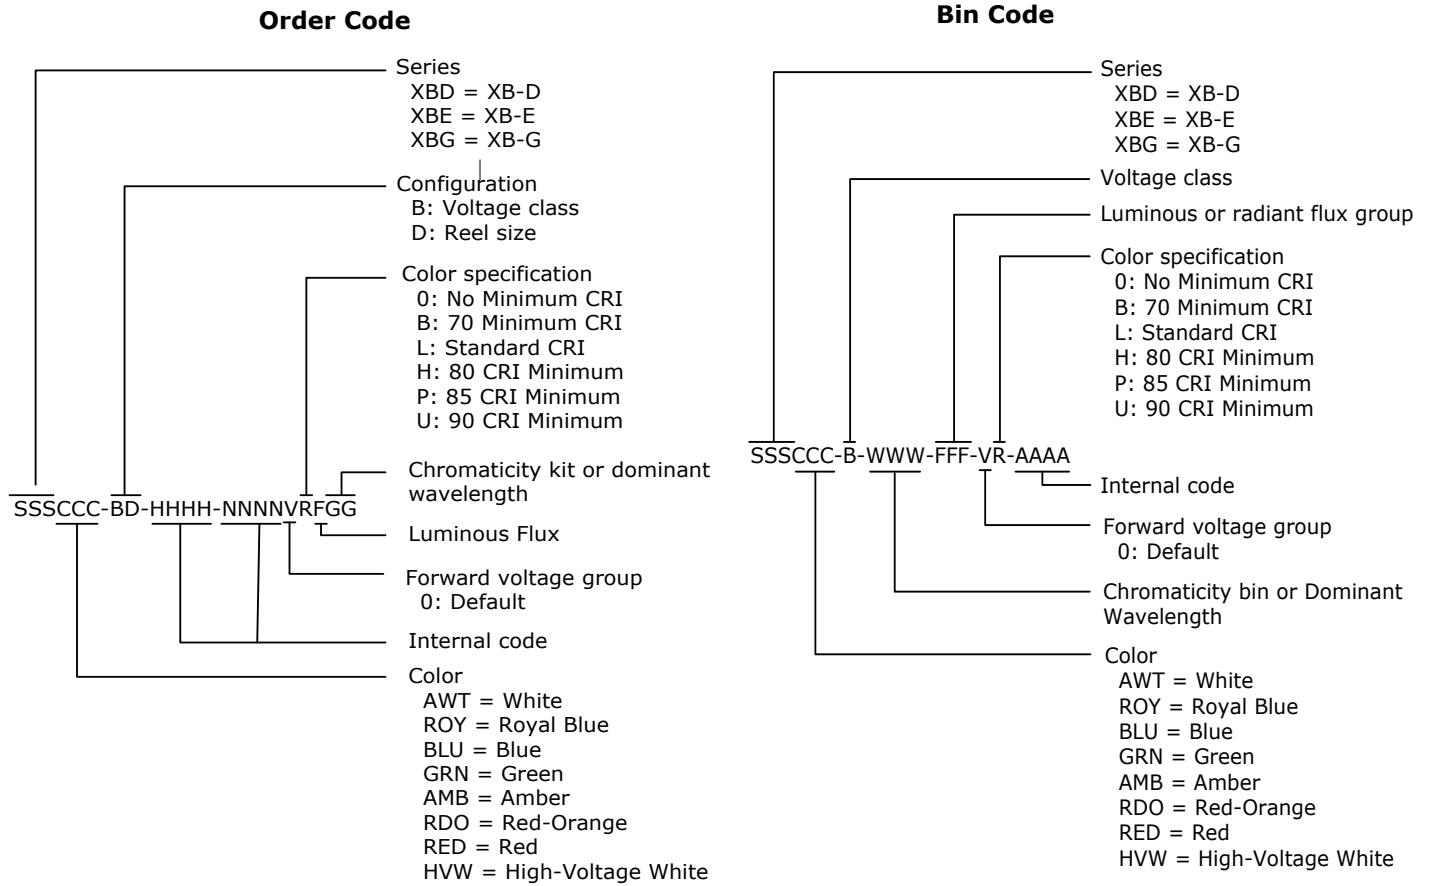 Order Code
Series
XBD = XB-D
XBE = XB-E
XBG = XB-G
Configuration
B: Voltage class
D: Reel size
Color specification
0: No Minimum CRI
B: 70 Minimum CRI
L: Standard CRI
H: 80 CRI Minimum
P: 85 CRI Minimum
U: 90 CRI Minimum
Chromaticity kit or dominant
wavelength
SSSCCC-BD-HHHH-NNNNVRFGG
Luminous Flux
Forward voltage group
0: Default
Internal code
Color
AWT = White
ROY = Royal Blue
BLU = Blue
GRN = Green
AMB = Amber
RDO = Red-Orange
RED = Red
HVW = High-Voltage White
Bin Code
Series
XBD = XB-D
XBE = XB-E
XBG = XB-G
Voltage class
Luminous or radiant flux group
Color specification
0: No Minimum CRI
B: 70 Minimum CRI
L: Standard CRI
H: 80 CRI Minimum
P: 85 CRI Minimum
U: 90 CRI Minimum
SSSCCC-B-WWW-FFF-VR-AAAA
Internal code
Forward voltage group
0: Default
Chromaticity bin or Dominant
Wavelength
Color
AWT = White
ROY = Royal Blue
BLU = Blue
GRN = Green
AMB = Amber
RDO = Red-Orange
RED = Red
HVW = High-Voltage White